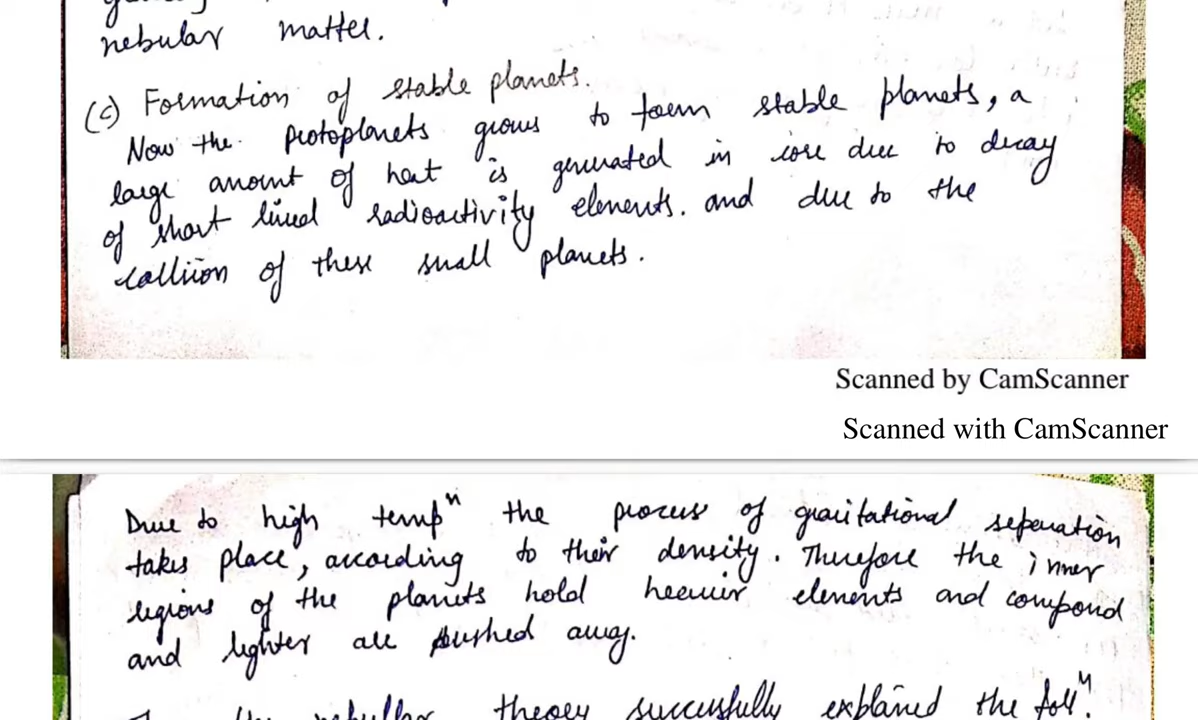 nebular matter.
(c) Formation of stable planets.
Now the protoplanets grows to form stable planets, a
large amount of heat is generated in core due to decay
of short lived radioactivity elements. and due to the
collision of these small planets.
Scanned by CamScanner
Scanned with CamScanner
Due to high tempⁿ the process of gravitational seperation
takes place, according to their density. Therefore the inner
regions of the planets hold heevier elements and compond
and lighter are pushed away.
nebullar theory successfully explained the follⁿ.